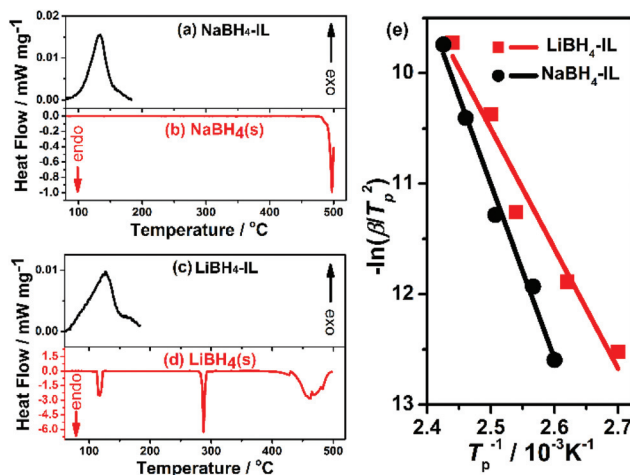 (a) NaBH₄-IL
exo
0.02
0.01
0.00
Heat Flow / mW mg⁻¹
(b) NaBH₄(s)
endo
0.0
-0.2
-0.4
-0.6
-0.8
-1.0
100 200 300 400 500
Temperature / °C
(c) LiBH₄-IL
exo
0.01
0.00
Heat Flow / mW mg⁻¹
(d) LiBH₄(s)
endo
1.5
0.0
-1.5
-3.0
-4.5
-6.0
100 200 300 400 500
Temperature / °C
(e)
LiBH₄-IL
NaBH₄-IL
10
11
12
13
-ln(β/Tₚ²)
2.4 2.5 2.6 2.7
Tₚ⁻¹ / 10⁻³K⁻¹